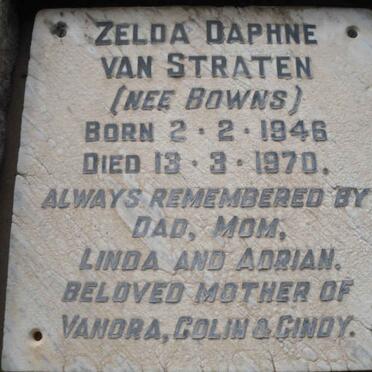 Zelda Daphne
van Straten
(nee Bowns)
Born 2·2·1946
Died 13·3·1970.
Always remembered by
Dad, Mom,
Linda and Adrian.
Beloved mother of
Vandra, Colin & Cindy.